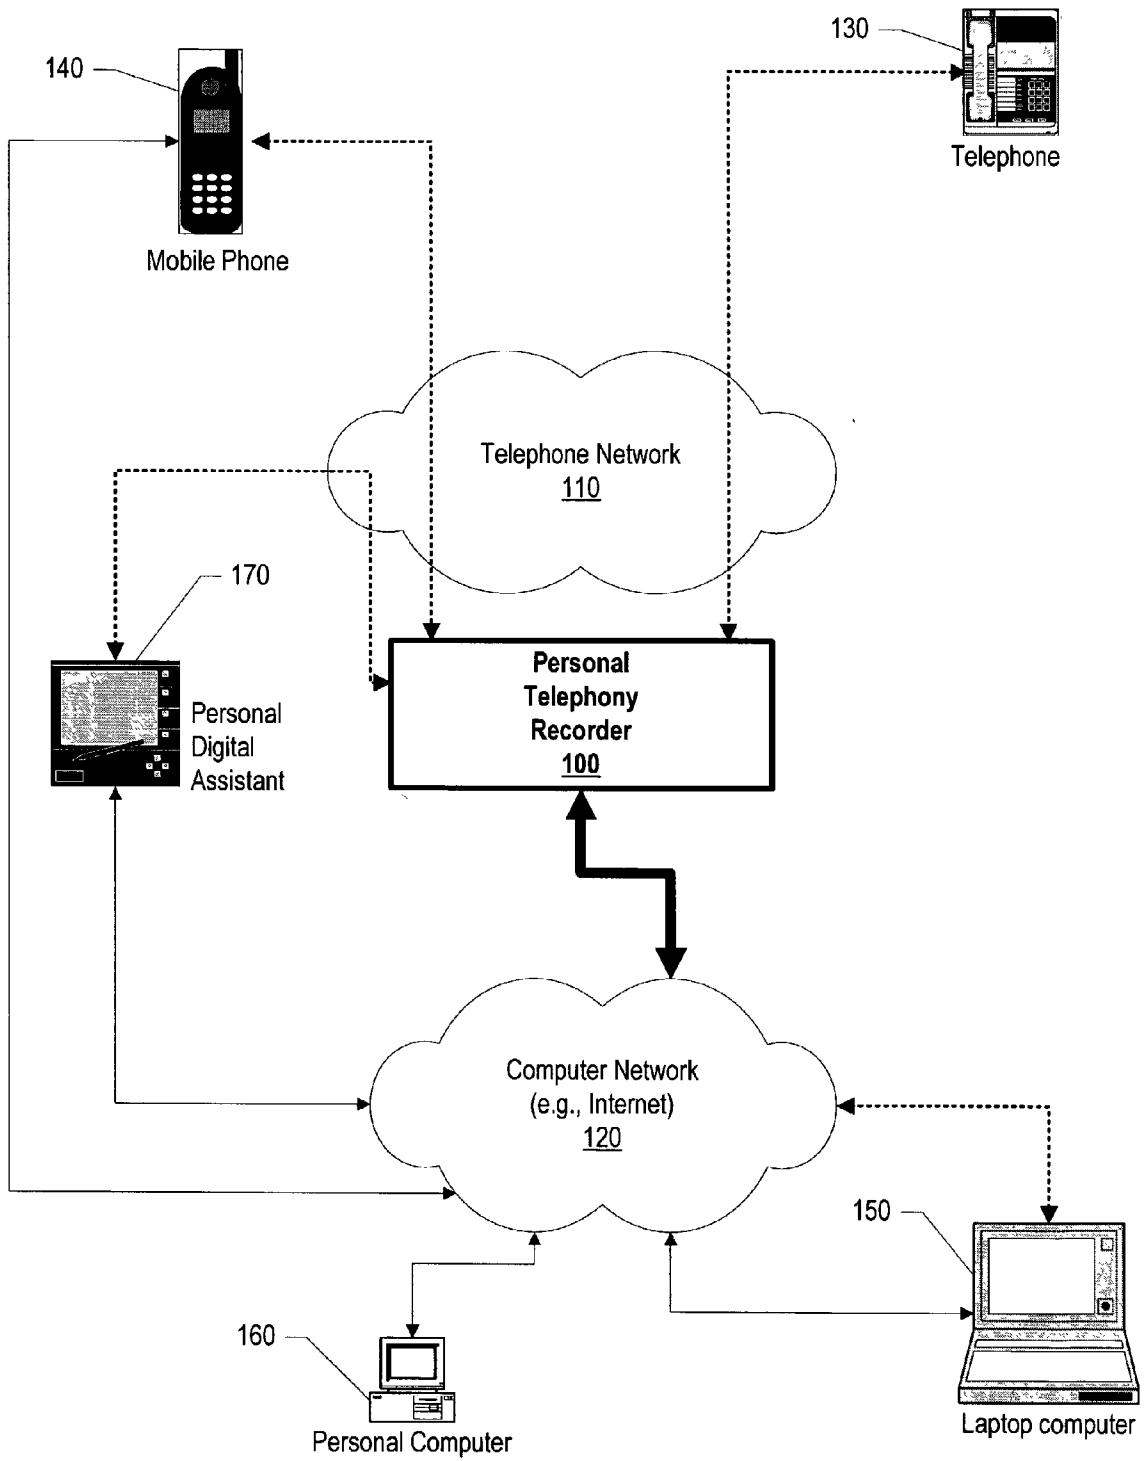 130
140
Telephone
Mobile Phone
Telephone Network
110
170
Personal
Telephony
Recorder
100
Personal
Digital
Assistant
Computer Network
(e.g., Internet)
120
150
160
Laptop computer
Personal Computer